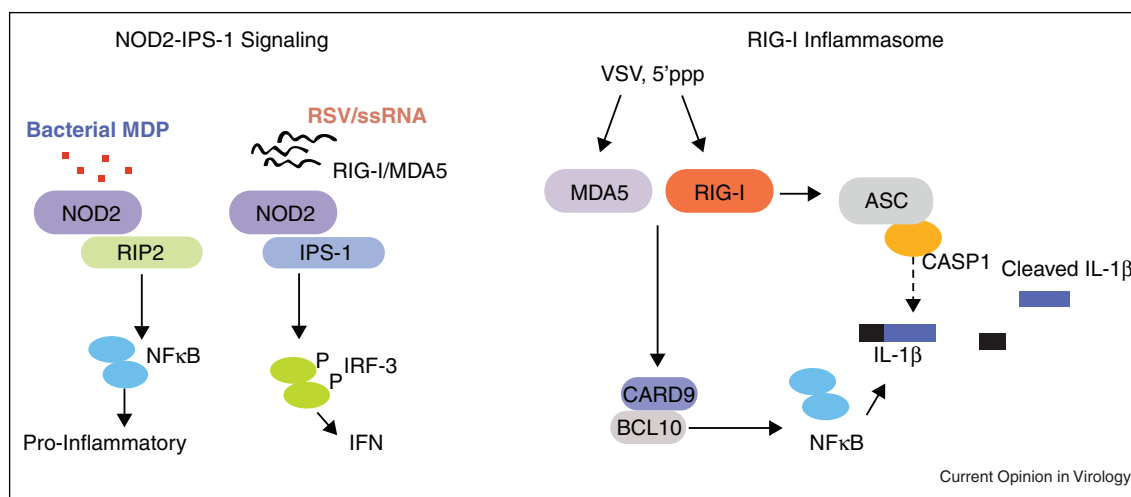 NOD2-IPS-1 Signaling
Bacterial MDP
RSV/ssRNA
RIG-I/MDA5
NOD2
RIP2
NOD2
IPS-1
NFκB
P
P
IRF-3
Pro-Inflammatory
IFN
RIG-I Inflammasome
VSV, 5'ppp
MDA5
RIG-I
ASC
CASP1
Cleaved IL-1β
IL-1β
CARD9
BCL10
NFκB
Current Opinion in Virology